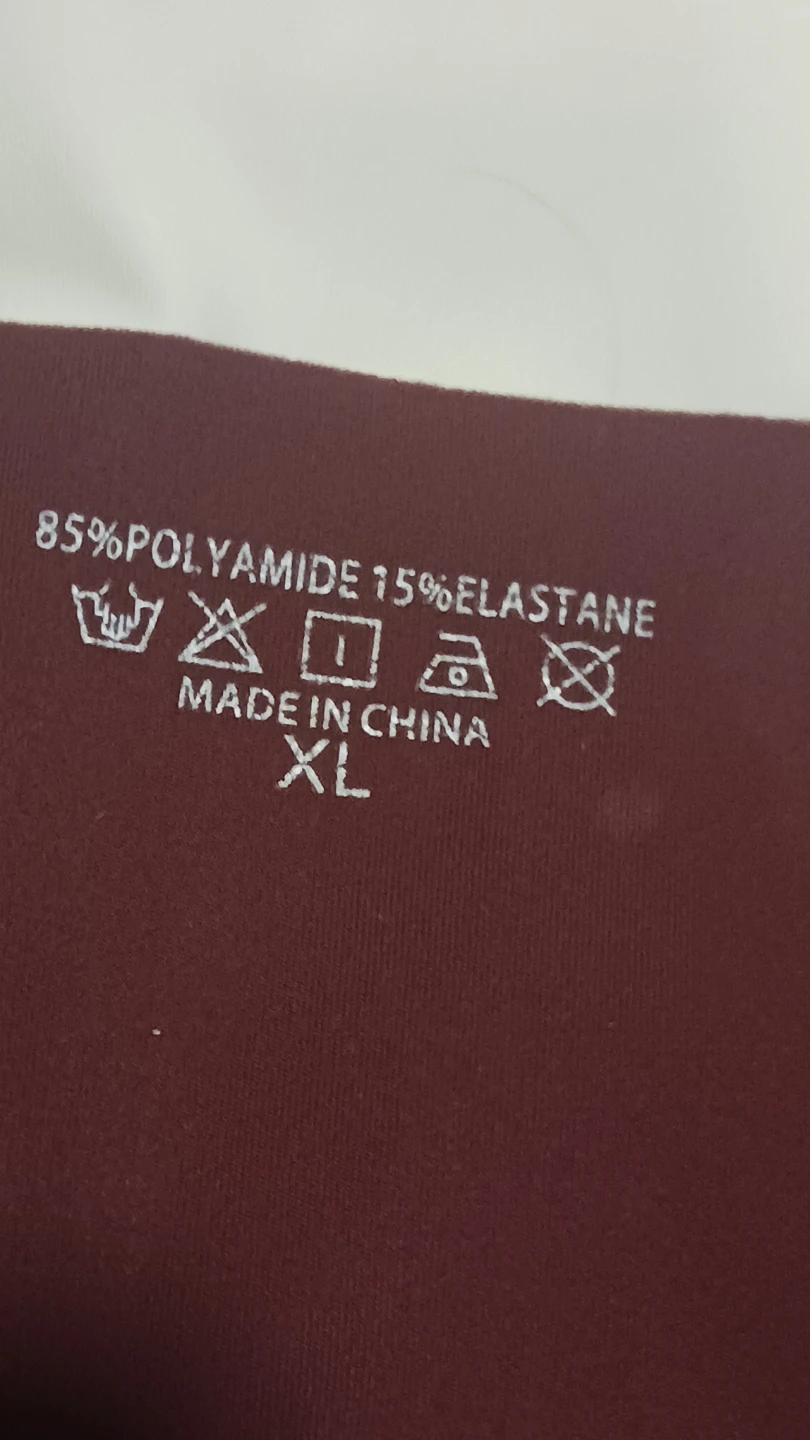 85%POLYAMIDE 15%ELASTANE
MADE IN CHINA
XL